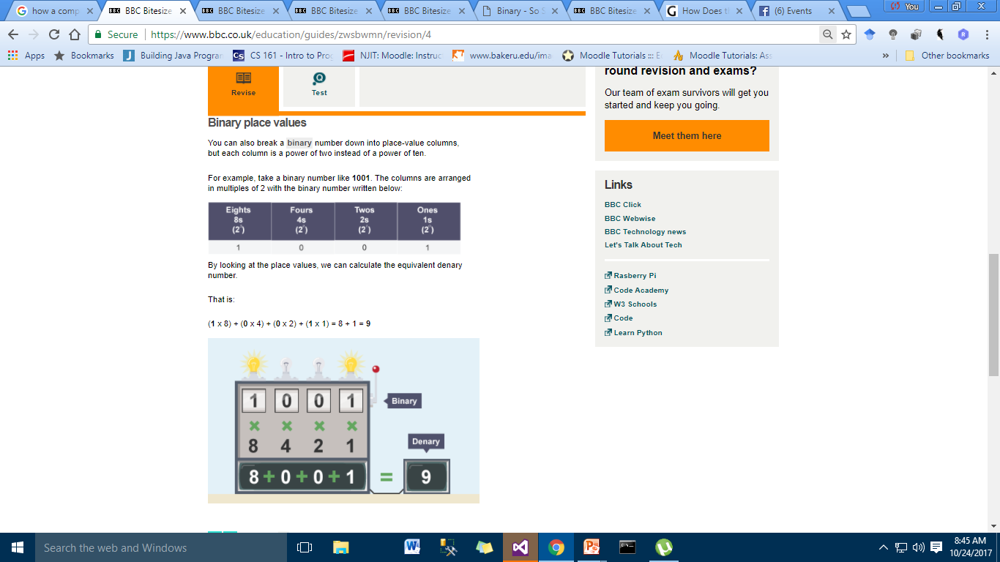 how a comp
BBC Bitesize
BBC Bitesize
BBC Bitesize
BBC Bitesize
Binary - So S
BBC Bitesize
How Does th
(6) Events
You
Secure
https://www.bbc.co.uk/education/guides/zwsbwmn/revision/4
Apps
Bookmarks
Building Java Program
CS 161 - Intro to Prog
NJIT: Moodle: Instruc
www.bakeru.edu/ima
Moodle Tutorials ::: E
Moodle Tutorials: Ass
»
Other bookmarks
Revise
Test
Binary place values
You can also break a binary number down into place-value columns,
but each column is a power of two instead of a power of ten.
For example, take a binary number like 1001. The columns are arranged
in multiples of 2 with the binary number written below:
Eights Fours Twos Ones
8s 4s 2s 1s
1 0 0 1
By looking at the place values, we can calculate the equivalent denary
number.
That is:
(1 x 8) + (0 x 4) + (0 x 2) + (1 x 1) = 8 + 1 = 9
1 0 0 1
Binary
× × × ×
8 4 2 1
Denary
8 + 0 + 0 + 1 = 9
round revision and exams?
Our team of exam survivors will get you
started and keep you going.
Meet them here
Links
BBC Click
BBC Webwise
BBC Technology news
Let's Talk About Tech
Rasberry Pi
Code Academy
W3 Schools
Code
Learn Python
Search the web and Windows
8:45 AM
10/24/2017